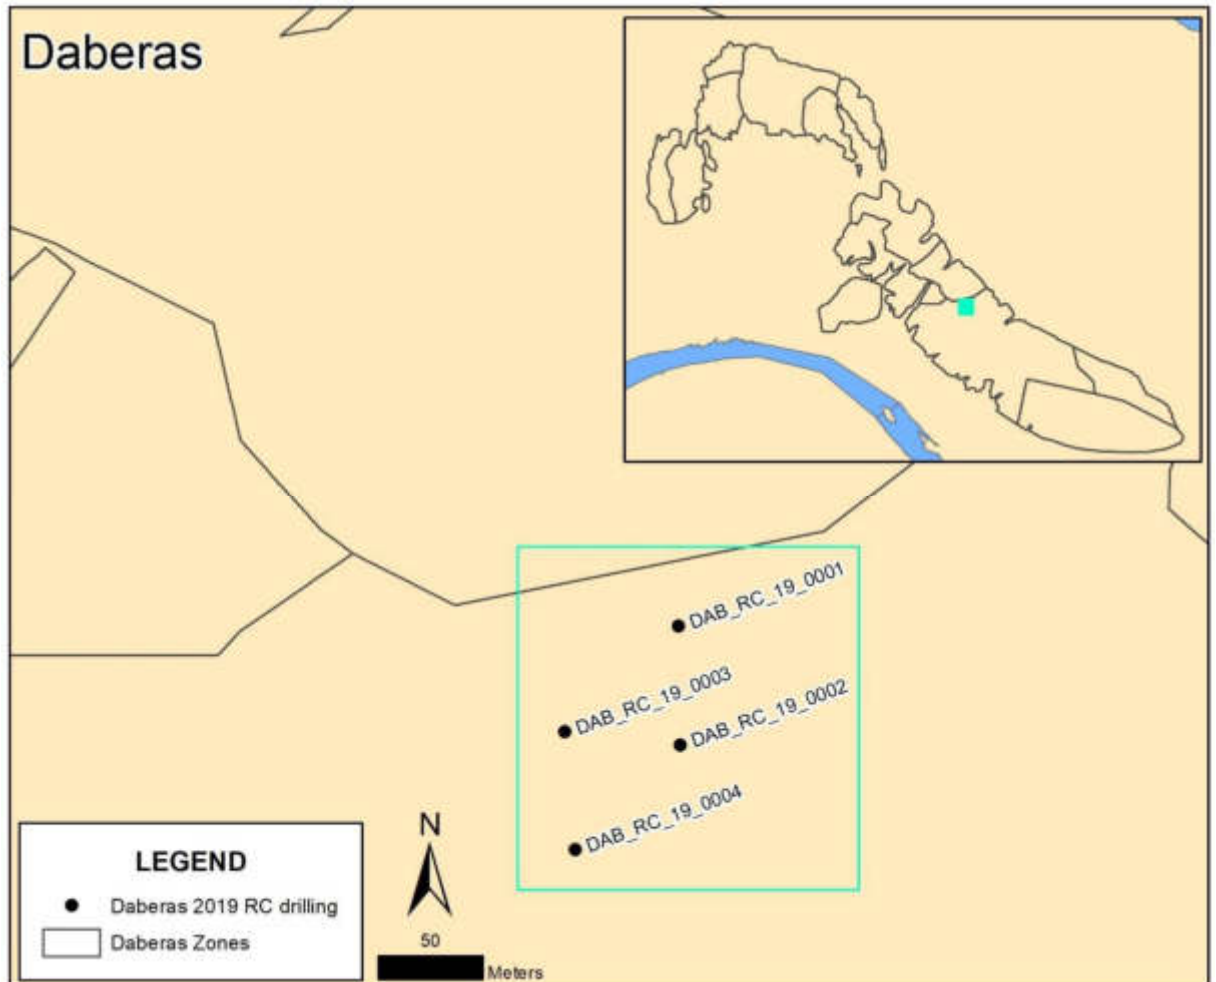 Daberas
DAB_RC_19_0001
DAB_RC_19_0003
DAB_RC_19_0002
DAB_RC_19_0004
N
50
Meters
LEGEND
Daberas 2019 RC drilling
Daberas Zones